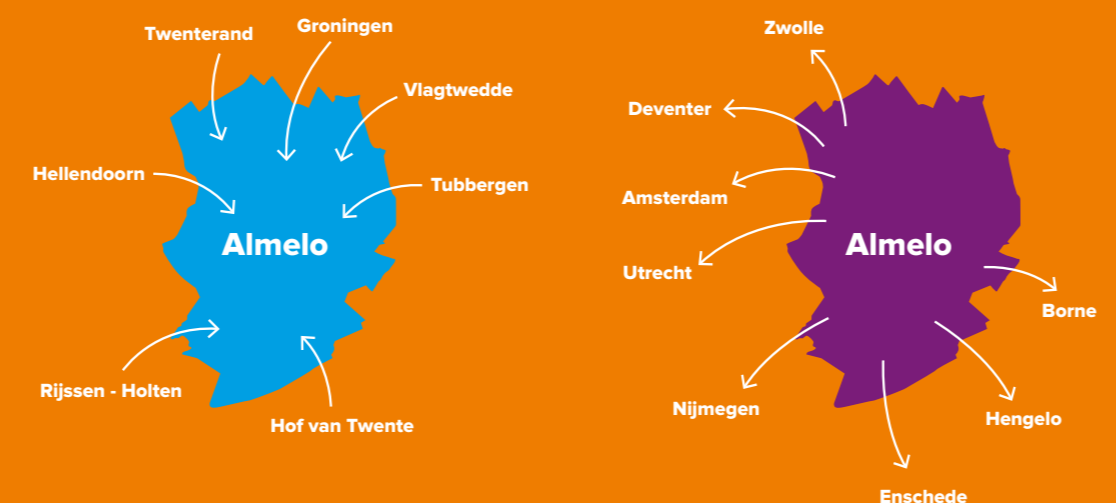 Twenterand
Groningen
Vlagtwedde
Hellendoorn
Tubbergen
Almelo
Rijssen - Holten
Hof van Twente
Zwolle
Deventer
Amsterdam
Almelo
Utrecht
Borne
Nijmegen
Hengelo
Enschede